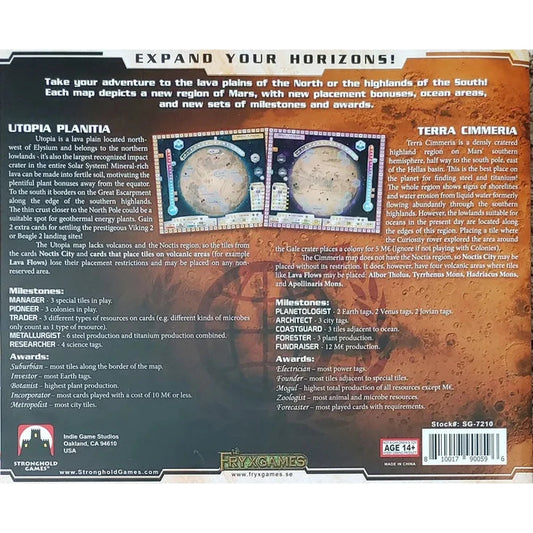 EXPAND YOUR HORIZONS!
Take your adventure to the lava plains of the North or the highlands of the South!
Each map depicts a new region of Mars, with new placement bonuses, ocean areas,
and new sets of milestones and awards.
UTOPIA PLANITIA
Utopia is a lava plain located north-
west of Elysium and belongs to the northern
lowlands - it's also the largest recognized impact
crater in the entire Solar System! Mineral-rich
lava can be made into fertile soil, motivating the
plentiful plant bonuses away from the equator.
To the south it borders on the Great Escarpment
along the edge of the southern highlands.
The thin crust closer to the North Pole could be a
suitable spot for geothermal energy plants. Gain
2 extra cards for settling the prestigious Viking 2
or Beagle 2 landing sites!
The Utopia map lacks volcanoes and the Noctis region, so the tiles from
the cards Noctis City and cards that place tiles on volcanic areas (for example
Lava Flows) lose their placement restrictions and may be placed on any non-
reserved area.
Milestones:
MANAGER - 3 special tiles in play.
PIONEER - 3 colonies in play.
TRADER - 3 different types of resources on cards (e.g. different kinds of microbes
only count as 1 type of resource).
METALLURGIST - 6 steel production and titanium production combined.
RESEARCHER - 4 science tags.
Awards:
Suburbian - most tiles along the border of the map.
Investor - most Earth tags.
Botanist - highest plant production.
Incorporator - most cards played with a cost of 10 M€ or less.
Metropolist - most city tiles.
TERRA CIMMERIA
Terra Cimmeria is a densly cratered
highland region on Mars' southern
hemisphere, half way to the south pole, east
of the Hellas basin. This is the best place on
the planet for finding steel and titanium!
The whole region shows signs of shorelines
and water erosion from liquid water formerly
flowing abundantly through the southern
highlands. However, the lowlands suitable for
oceans in the present day are located along
the edges of this region. Placing a tile where
the Curiosity rover explored the area around
the Gale crater places a colony for 5 M€ (ignore if not playing with Colonies).
The Cimmeria map does not have the Noctis region, so Noctis City may be
placed without its restriction. It does, however, have four volcanic areas where tiles
like Lava Flows may be placed: Albor Tholus, Tyrrhenus Mons, Hadriacus Mons,
and Apollinaris Mons.
Milestones:
PLANETOLOGIST - 2 Earth tags, 2 Venus tags, 2 Jovian tags.
ARCHITECT - 3 city tags.
COASTGUARD - 3 tiles adjacent to ocean.
FORESTER - 3 plant production.
FUNDRAISER - 12 M€ production.
Awards:
Electrician - most power tags.
Founder - most tiles adjacent to special tiles.
Mogul - highest total production of all resources except M€.
Zoologist - most animal and microbe resources.
Forecaster - most played cards with requirements.
STRONGHOLD
GAMES
Indie Game Studios
Oakland, CA 94610
USA
www.StrongholdGames.com
FRYXGAMES
www.fryxgames.se
AGE 14+
MADE IN CHINA
Stock#: SG-7210
8 10017 90059 6